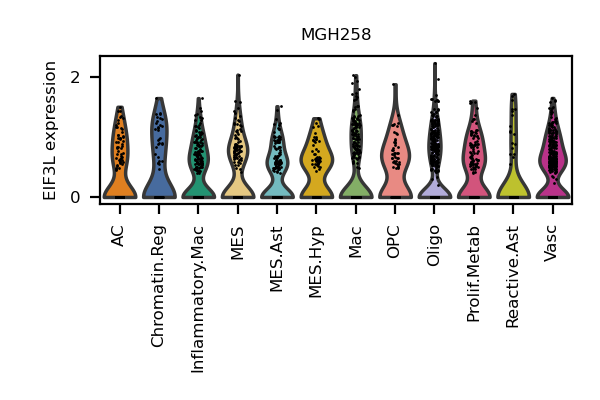 MGH258
EIF3L expression
2
0
AC
Chromatin.Reg
Inflammatory.Mac
MES
MES.Ast
MES.Hyp
Mac
OPC
Oligo
Prolif.Metab
Reactive.Ast
Vasc